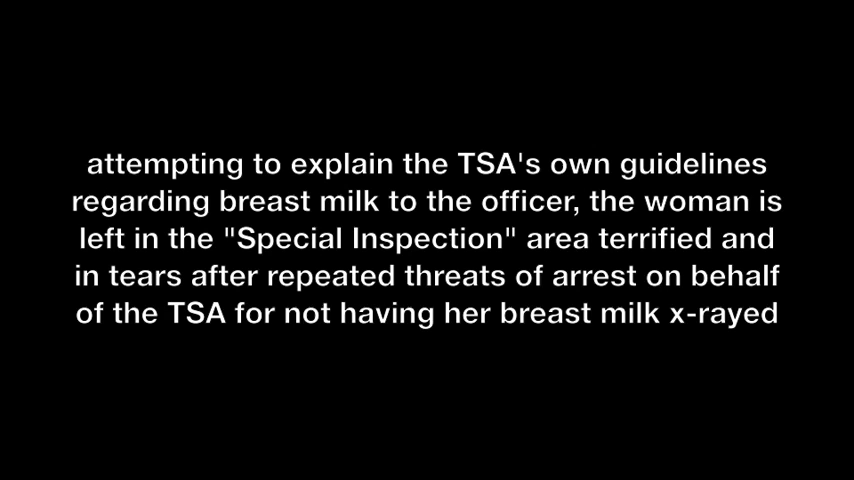 attempting to explain the TSA's own guidelines
regarding breast milk to the officer, the woman is
left in the "Special Inspection" area terrified and
in tears after repeated threats of arrest on behalf
of the TSA for not having her breast milk x-rayed